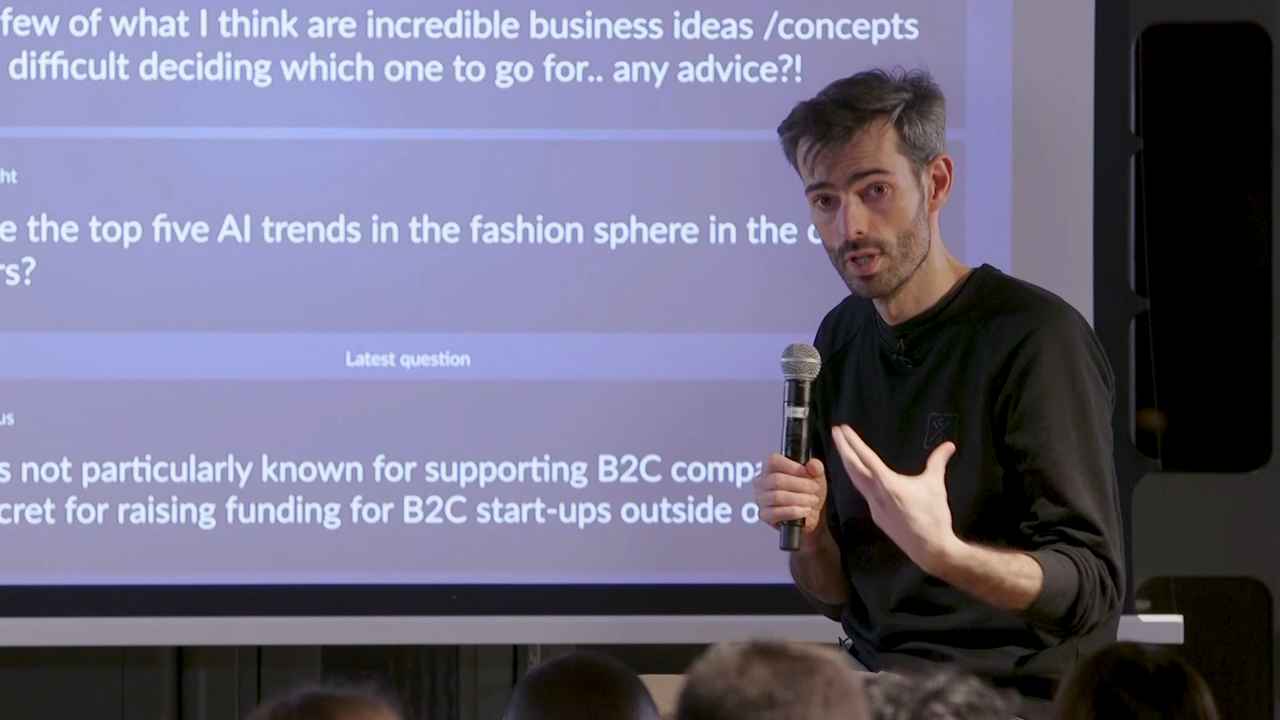 few of what I think are incredible business ideas /concepts
difficult deciding which one to go for.. any advice?!
ht
e the top five AI trends in the fashion sphere in the
rs?
Latest question
us
s not particularly known for supporting B2C compa
cret for raising funding for B2C start-ups outside o